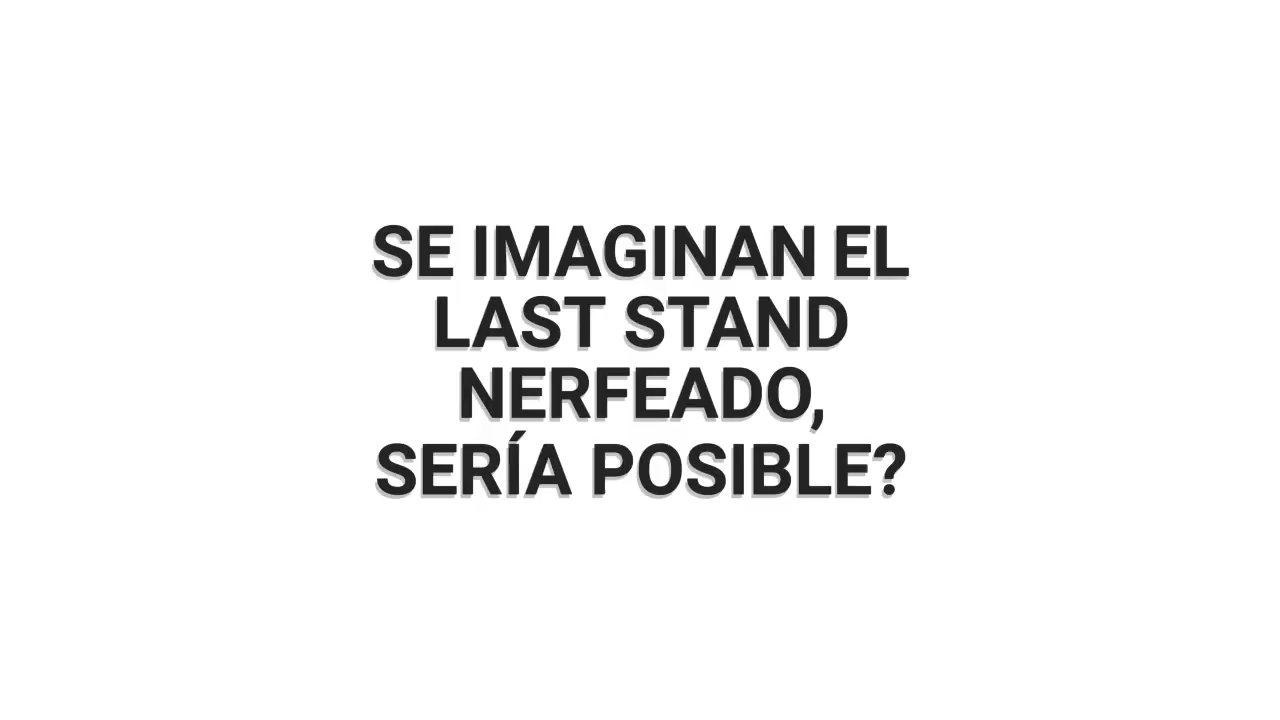 SE IMAGINAN EL
LAST STAND
NERFEADO,
SERÍA POSIBLE?